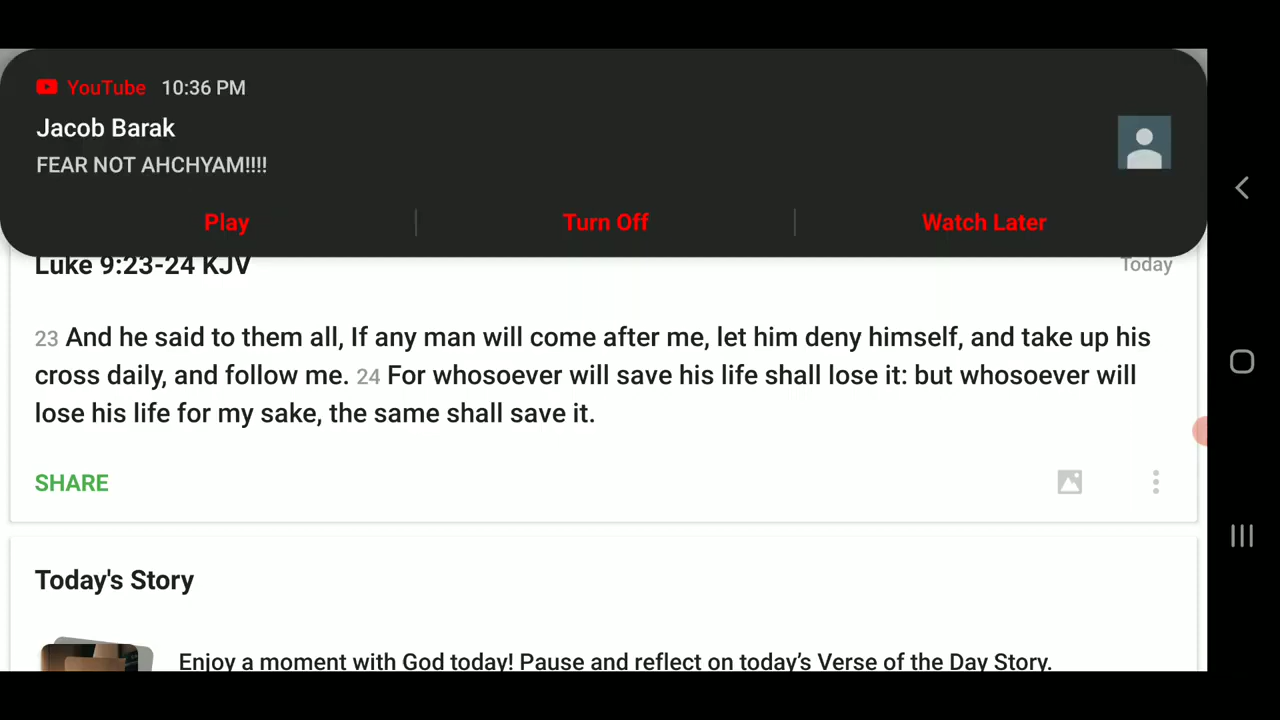 YouTube 10:36 PM
Jacob Barak
FEAR NOT AHCHYAM!!!!
Play Turn Off Watch Later
Luke 9:23-24 KJV Today
23 And he said to them all, If any man will come after me, let him deny himself, and take up his
cross daily, and follow me. 24 For whosoever will save his life shall lose it: but whosoever will
lose his life for my sake, the same shall save it.
SHARE
Today's Story
Enjoy a moment with God today! Pause and reflect on today’s Verse of the Day Story.